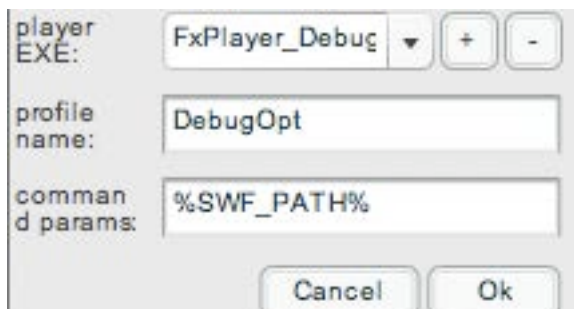 player
EXE:
FxPlayer_Debug
+
-
profile
name:
DebugOpt
comman
d params:
%SWF_PATH%
Cancel
Ok